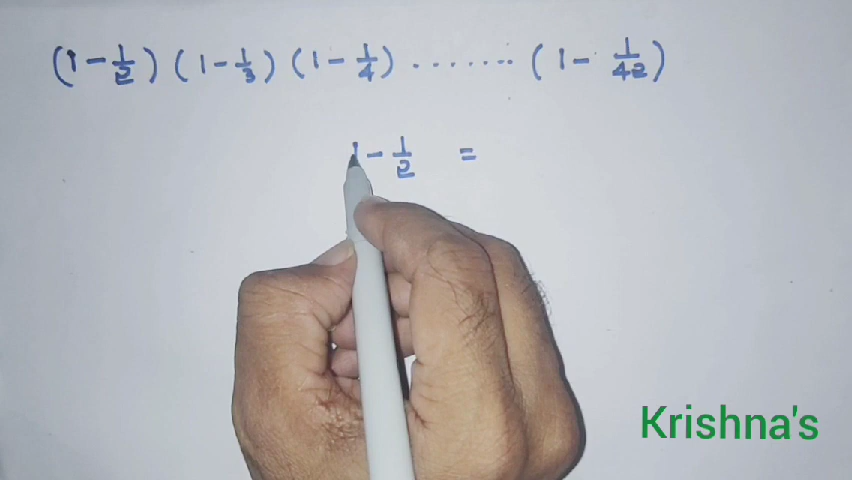 (1 - 1/2) (1 - 1/3) (1 - 1/4) ....... (1 - 1/42)
1 - 1/2 =
Krishna's